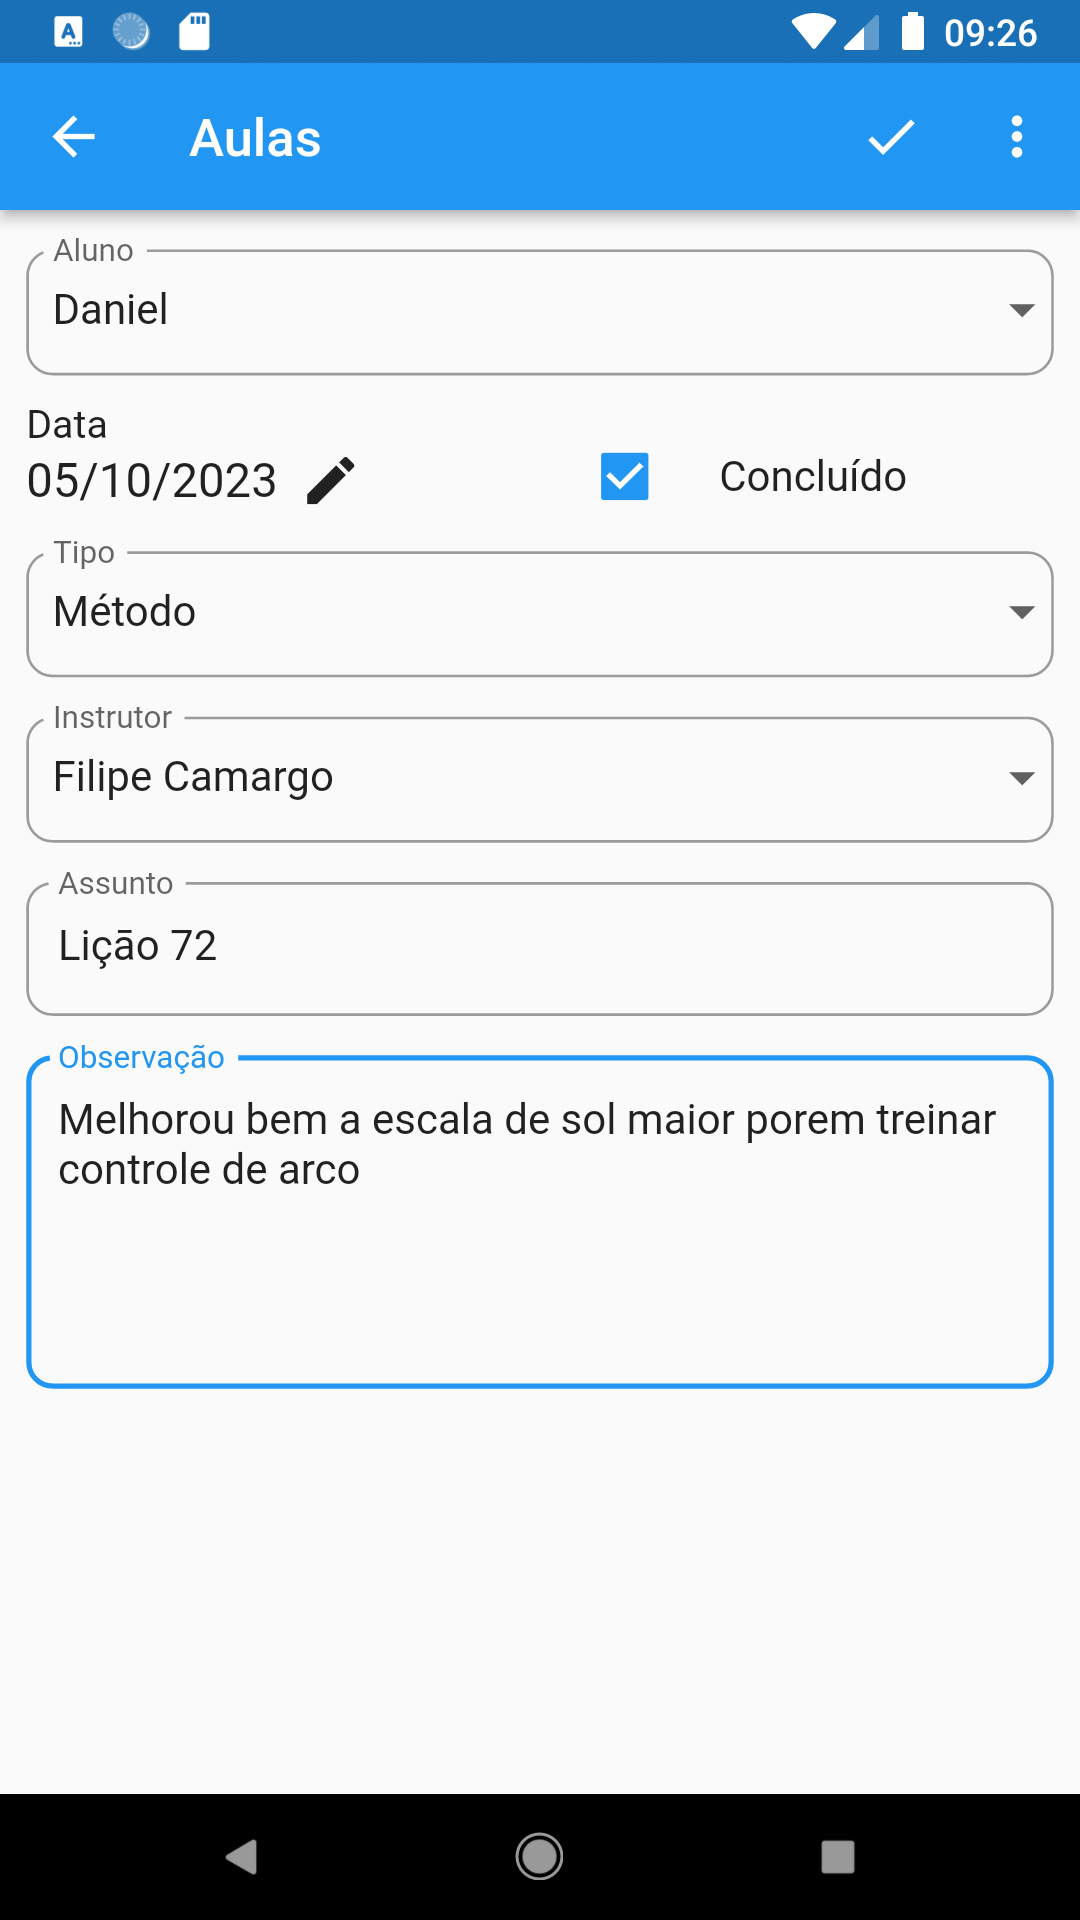 09:26
Aulas
Aluno
Daniel
Data
05/10/2023
Concluído
Tipo
Método
Instrutor
Filipe Camargo
Assunto
Liçāo 72
Observação
Melhorou bem a escala de sol maior porem treinar
controle de arco